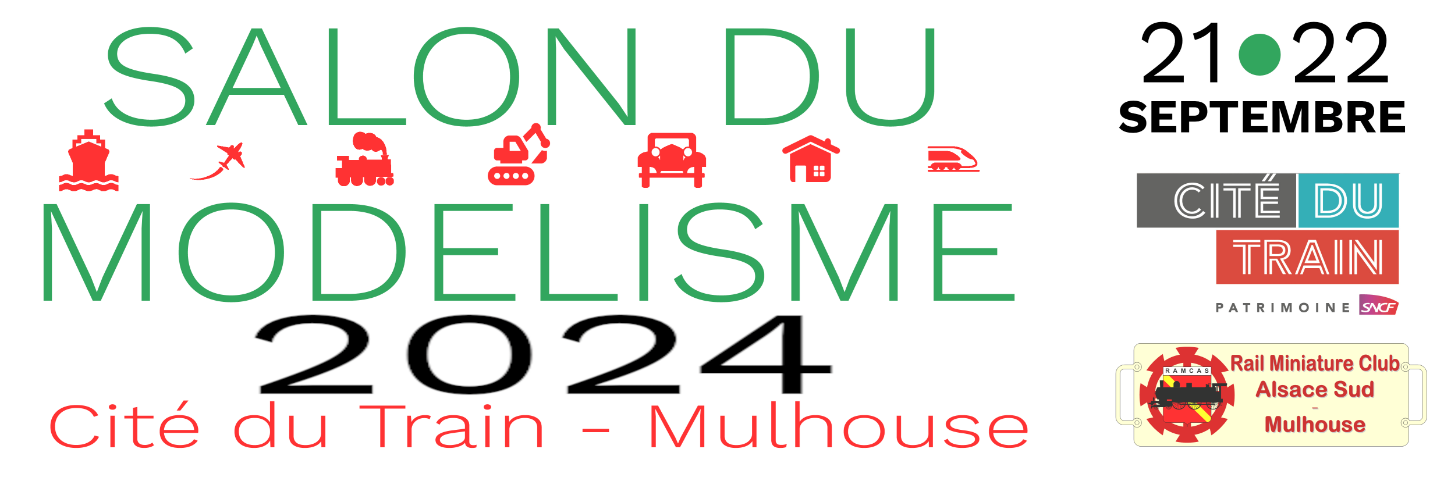 SALON DU
MODELISME
2024
Cité du Train - Mulhouse
21•22
SEPTEMBRE
CITÉ DU
TRAIN
PATRIMOINE SNCF
RAMCAS
Rail Miniature Club
Alsace Sud
-
Mulhouse